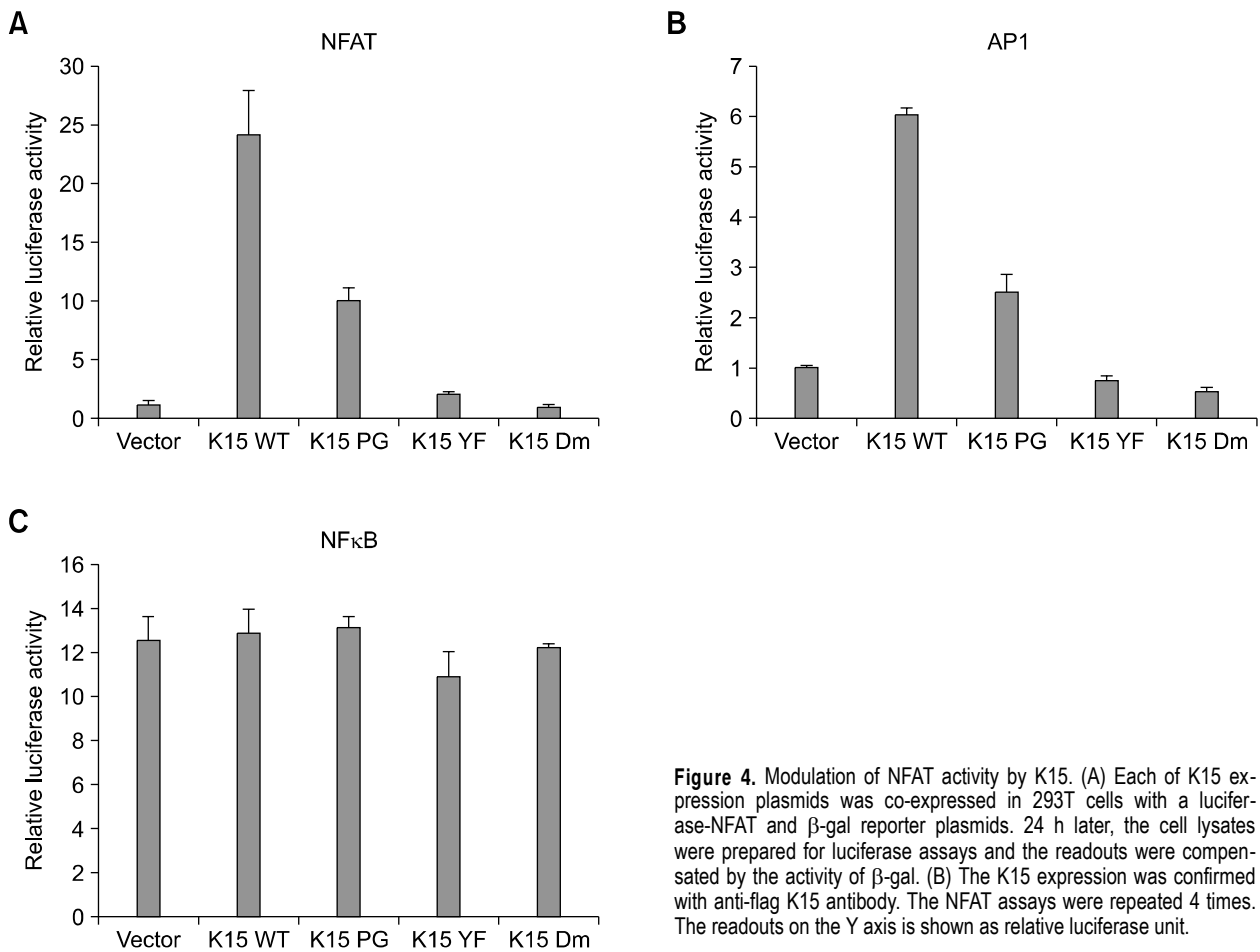 A
NFAT
Relative luciferase activity
30
25
20
15
10
5
0
Vector K15 WT K15 PG K15 YF K15 Dm
B
AP1
Relative luciferase activity
7
6
5
4
3
2
1
0
Vector K15 WT K15 PG K15 YF K15 Dm
C
NFκB
Relative luciferase activity
16
14
12
10
8
6
4
2
0
Vector K15 WT K15 PG K15 YF K15 Dm
Figure 4. Modulation of NFAT activity by K15. (A) Each of K15 ex-
pression plasmids was co-expressed in 293T cells with a lucifer-
ase-NFAT and β-gal reporter plasmids. 24 h later, the cell lysates
were prepared for luciferase assays and the readouts were compen-
sated by the activity of β-gal. (B) The K15 expression was confirmed
with anti-flag K15 antibody. The NFAT assays were repeated 4 times.
The readouts on the Y axis is shown as relative luciferase unit.